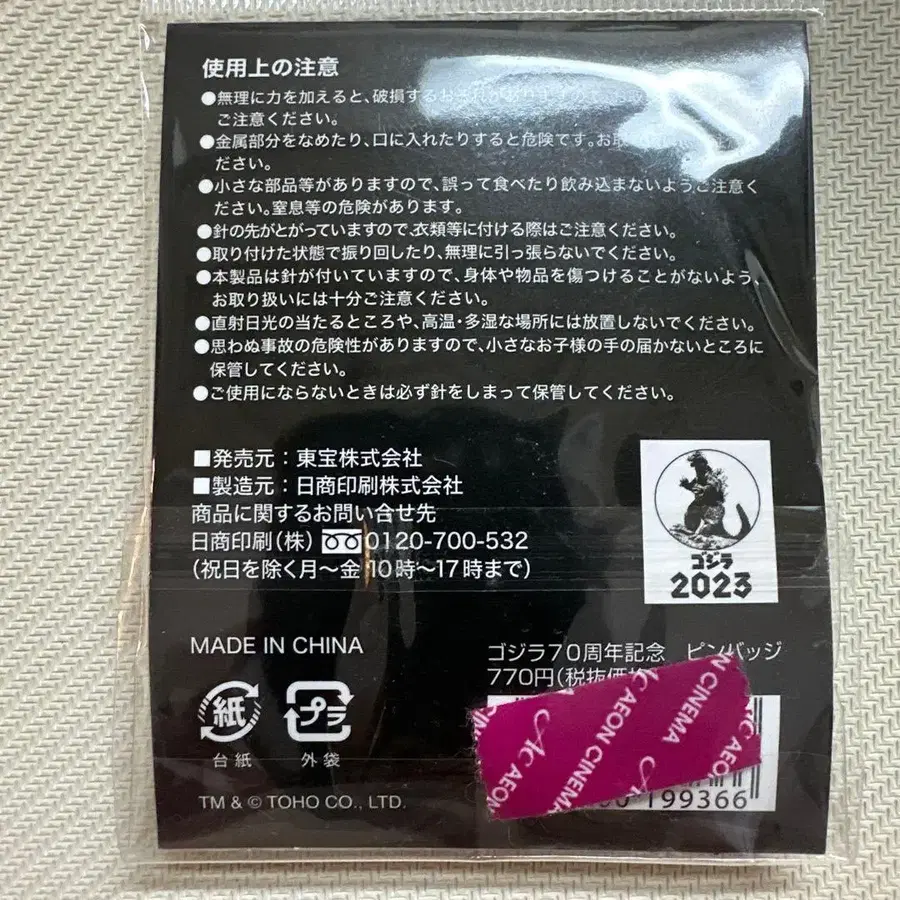 使用上の注意
●無理に力を加えると、破損するおそれがあります
ご注意ください。
●金属部分をなめたり、口に入れたりすると危険です。お
ださい。
●小さな部品等がありますので、誤って食べたり飲み込まないようご注意く
ださい。窒息等の危険があります。
●針の先がとがっていますので、衣類等に付ける際はご注意ください。
●取り付けた状態で振り回したり、無理に引っ張らないでください。
●本製品は針が付いていますので、身体や物品を傷つけることがないよう、
お取り扱いには十分ご注意ください。
●直射日光の当たるところや、高温・多湿な場所には放置しないでください。
●思わぬ事故の危険性がありますので、小さなお子様の手の届かないところに
保管してください。
●ご使用にならないときは必ず針をしまって保管してください。
■発売元：東宝株式会社
■製造元：日商印刷株式会社
商品に関するお問い合せ先
日商印刷（株） 0120-700-532
（祝日を除く月〜金 10時〜17時まで）
ゴジラ
2023
MADE IN CHINA
ゴジラ70周年記念 ピンバッジ
770円（税抜価格
紙
プラ
台紙
外袋
AC AEON CINEMA
199366
TM & © TOHO CO., LTD.